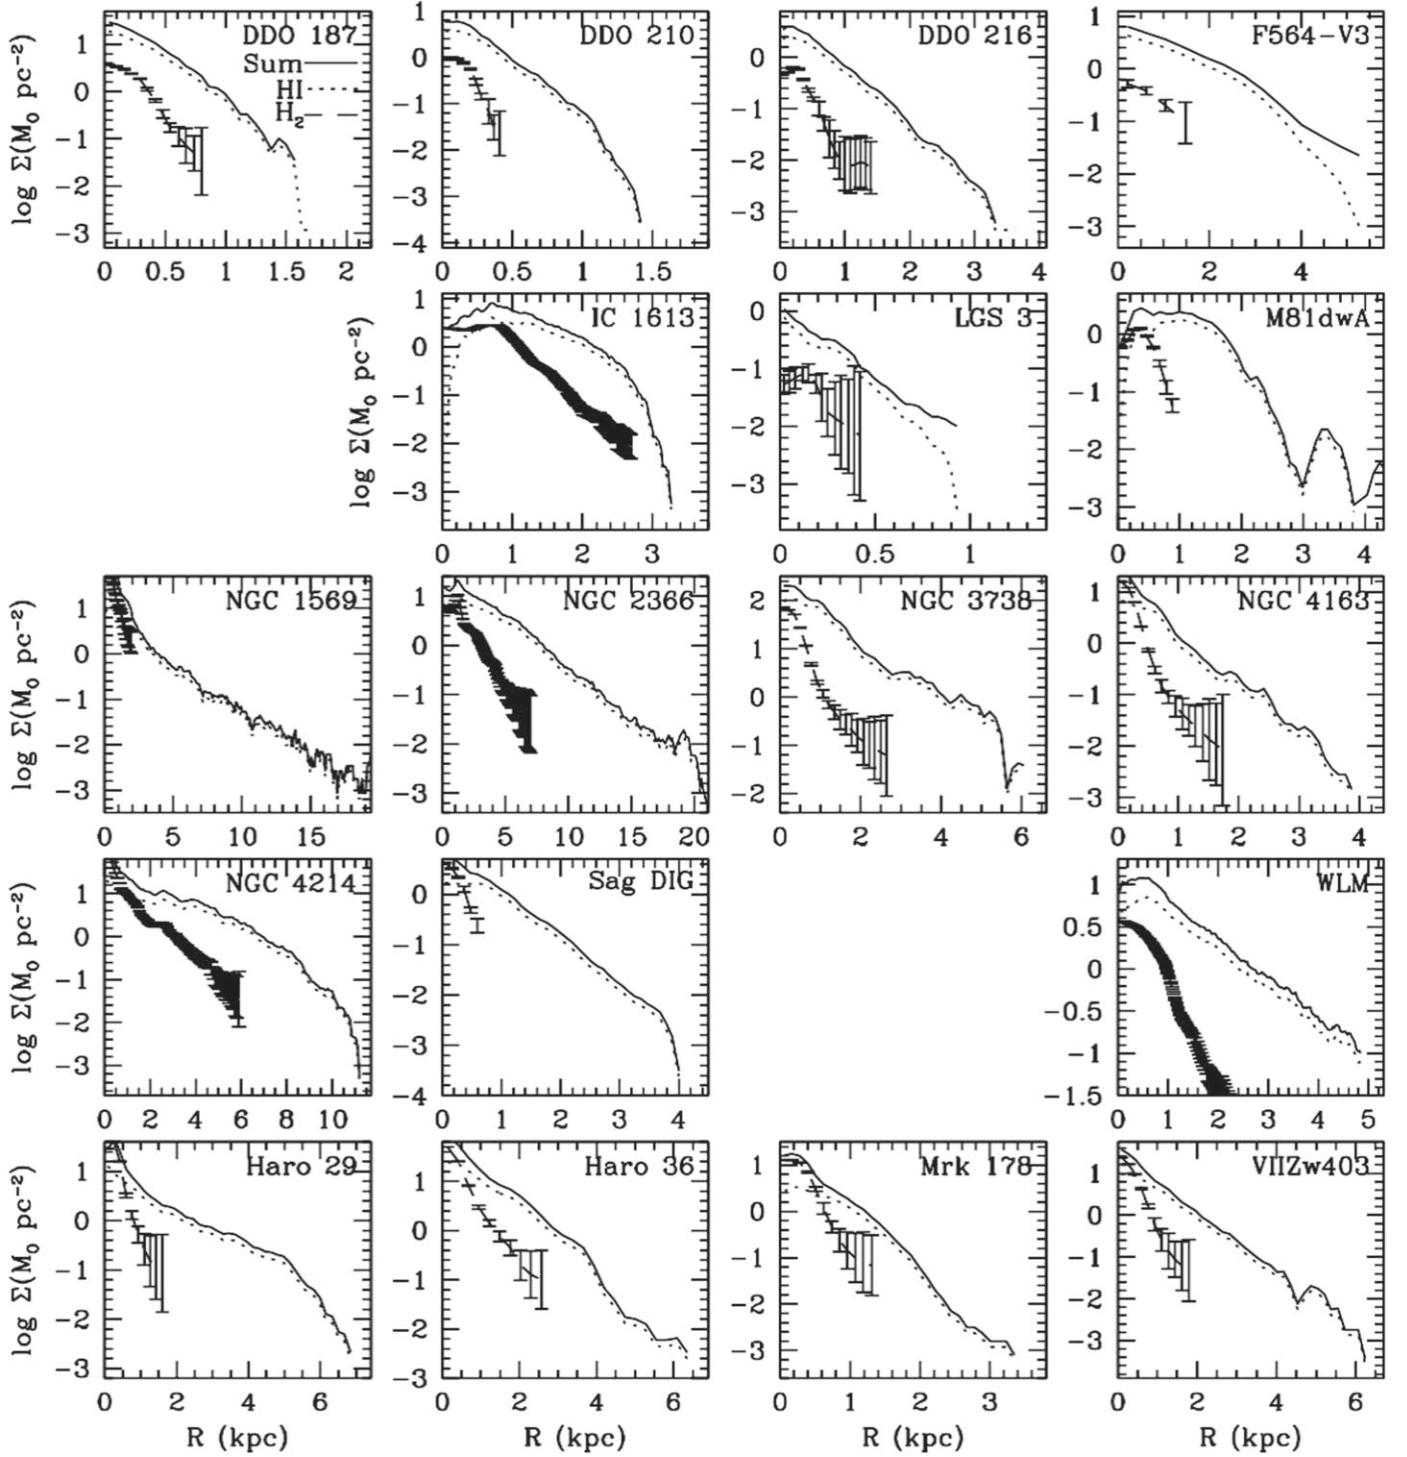 log Σ(M₀ pc⁻²)
DDO 187
Sum
HI
H₂
1
0
−1
−2
−3
0 0.5 1 1.5 2
DDO 210
1
0
−1
−2
−3
−4
0 0.5 1 1.5
DDO 216
0
−1
−2
−3
0 1 2 3 4
F564−V3
1
0
−1
−2
−3
0 2 4
log Σ(M₀ pc⁻²)
IC 1613
1
0
−1
−2
−3
0 1 2 3
LGS 3
0
−1
−2
−3
0 0.5 1
M81dwA
0
−1
−2
−3
0 1 2 3 4
log Σ(M₀ pc⁻²)
NGC 1569
1
0
−1
−2
−3
0 5 10 15
NGC 2366
1
0
−1
−2
−3
0 5 10 15 20
NGC 3738
2
1
0
−1
−2
0 2 4 6
NGC 4163
1
0
−1
−2
−3
0 1 2 3 4
log Σ(M₀ pc⁻²)
NGC 4214
1
0
−1
−2
−3
0 2 4 6 8 10
Sag DIG
0
−1
−2
−3
−4
0 1 2 3 4
WLM
1
0.5
0
−0.5
−1
−1.5
0 1 2 3 4 5
log Σ(M₀ pc⁻²)
Haro 29
1
0
−1
−2
−3
0 2 4 6
R (kpc)
Haro 36
1
0
−1
−2
−3
0 2 4 6
R (kpc)
Mrk 178
1
0
−1
−2
−3
0 1 2 3
R (kpc)
VIIZw403
1
0
−1
−2
−3
0 2 4 6
R (kpc)